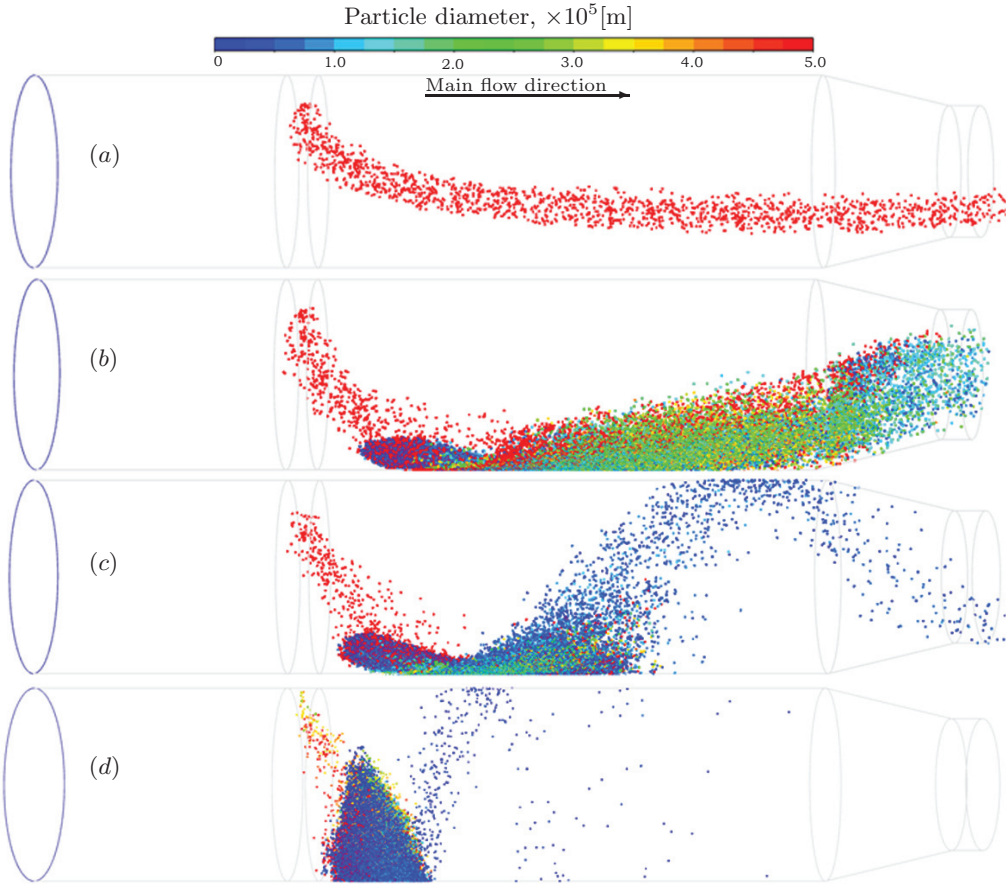 Particle diameter, ×10⁵[m]
0 1.0 2.0 3.0 4.0 5.0
Main flow direction
(a)
(b)
(c)
(d)